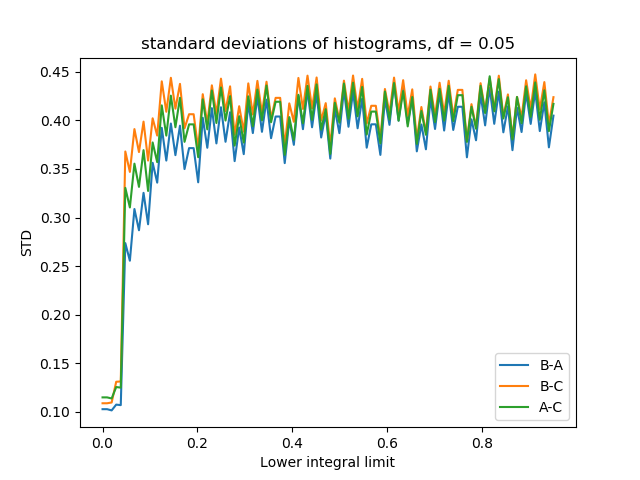 standard deviations of histograms, df = 0.05
0.45
0.40
0.35
0.30
0.25
0.20
0.15
0.10
STD
B-A
B-C
A-C
0.0 0.2 0.4 0.6 0.8
Lower integral limit